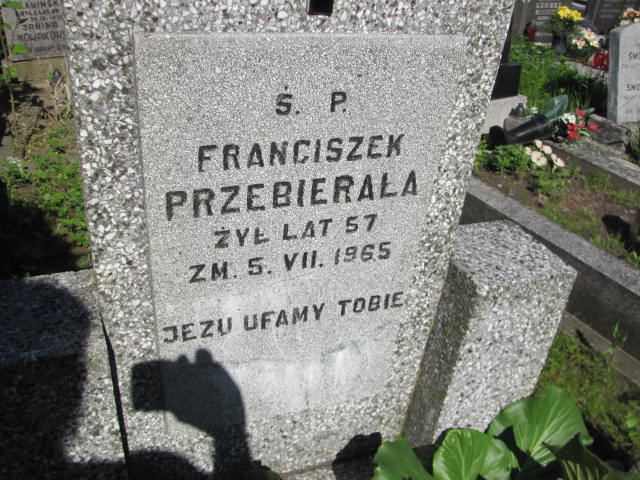 Ś. P.
FRANCISZEK
PRZEBIERAŁA
ŻYŁ LAT 57
ZM. 5. VII. 1965
JEZU UFAMY TOBIE